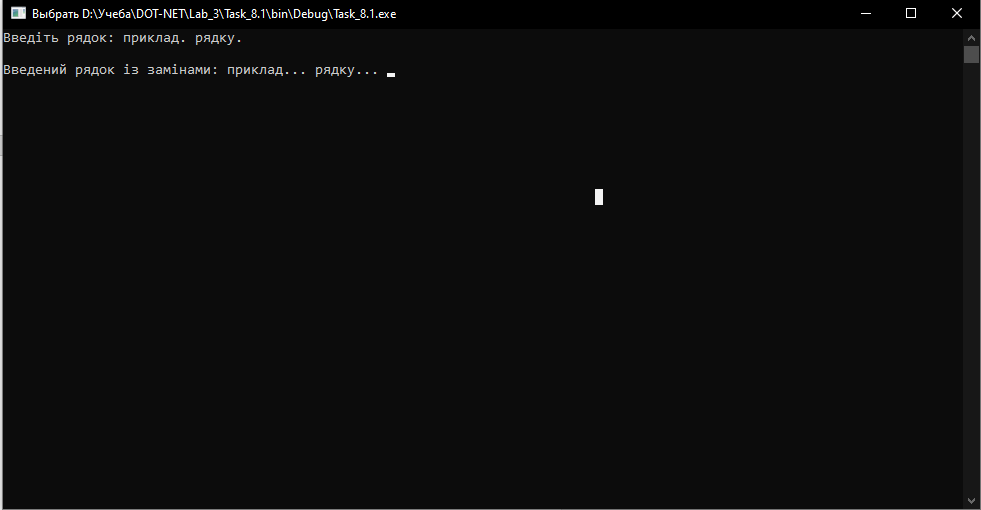 Выбрать D:\Учеба\DOT-NET\Lab_3\Task_8.1\bin\Debug\Task_8.1.exe
Введіть рядок: приклад. рядку.
Введений рядок із замінами: приклад... рядку...